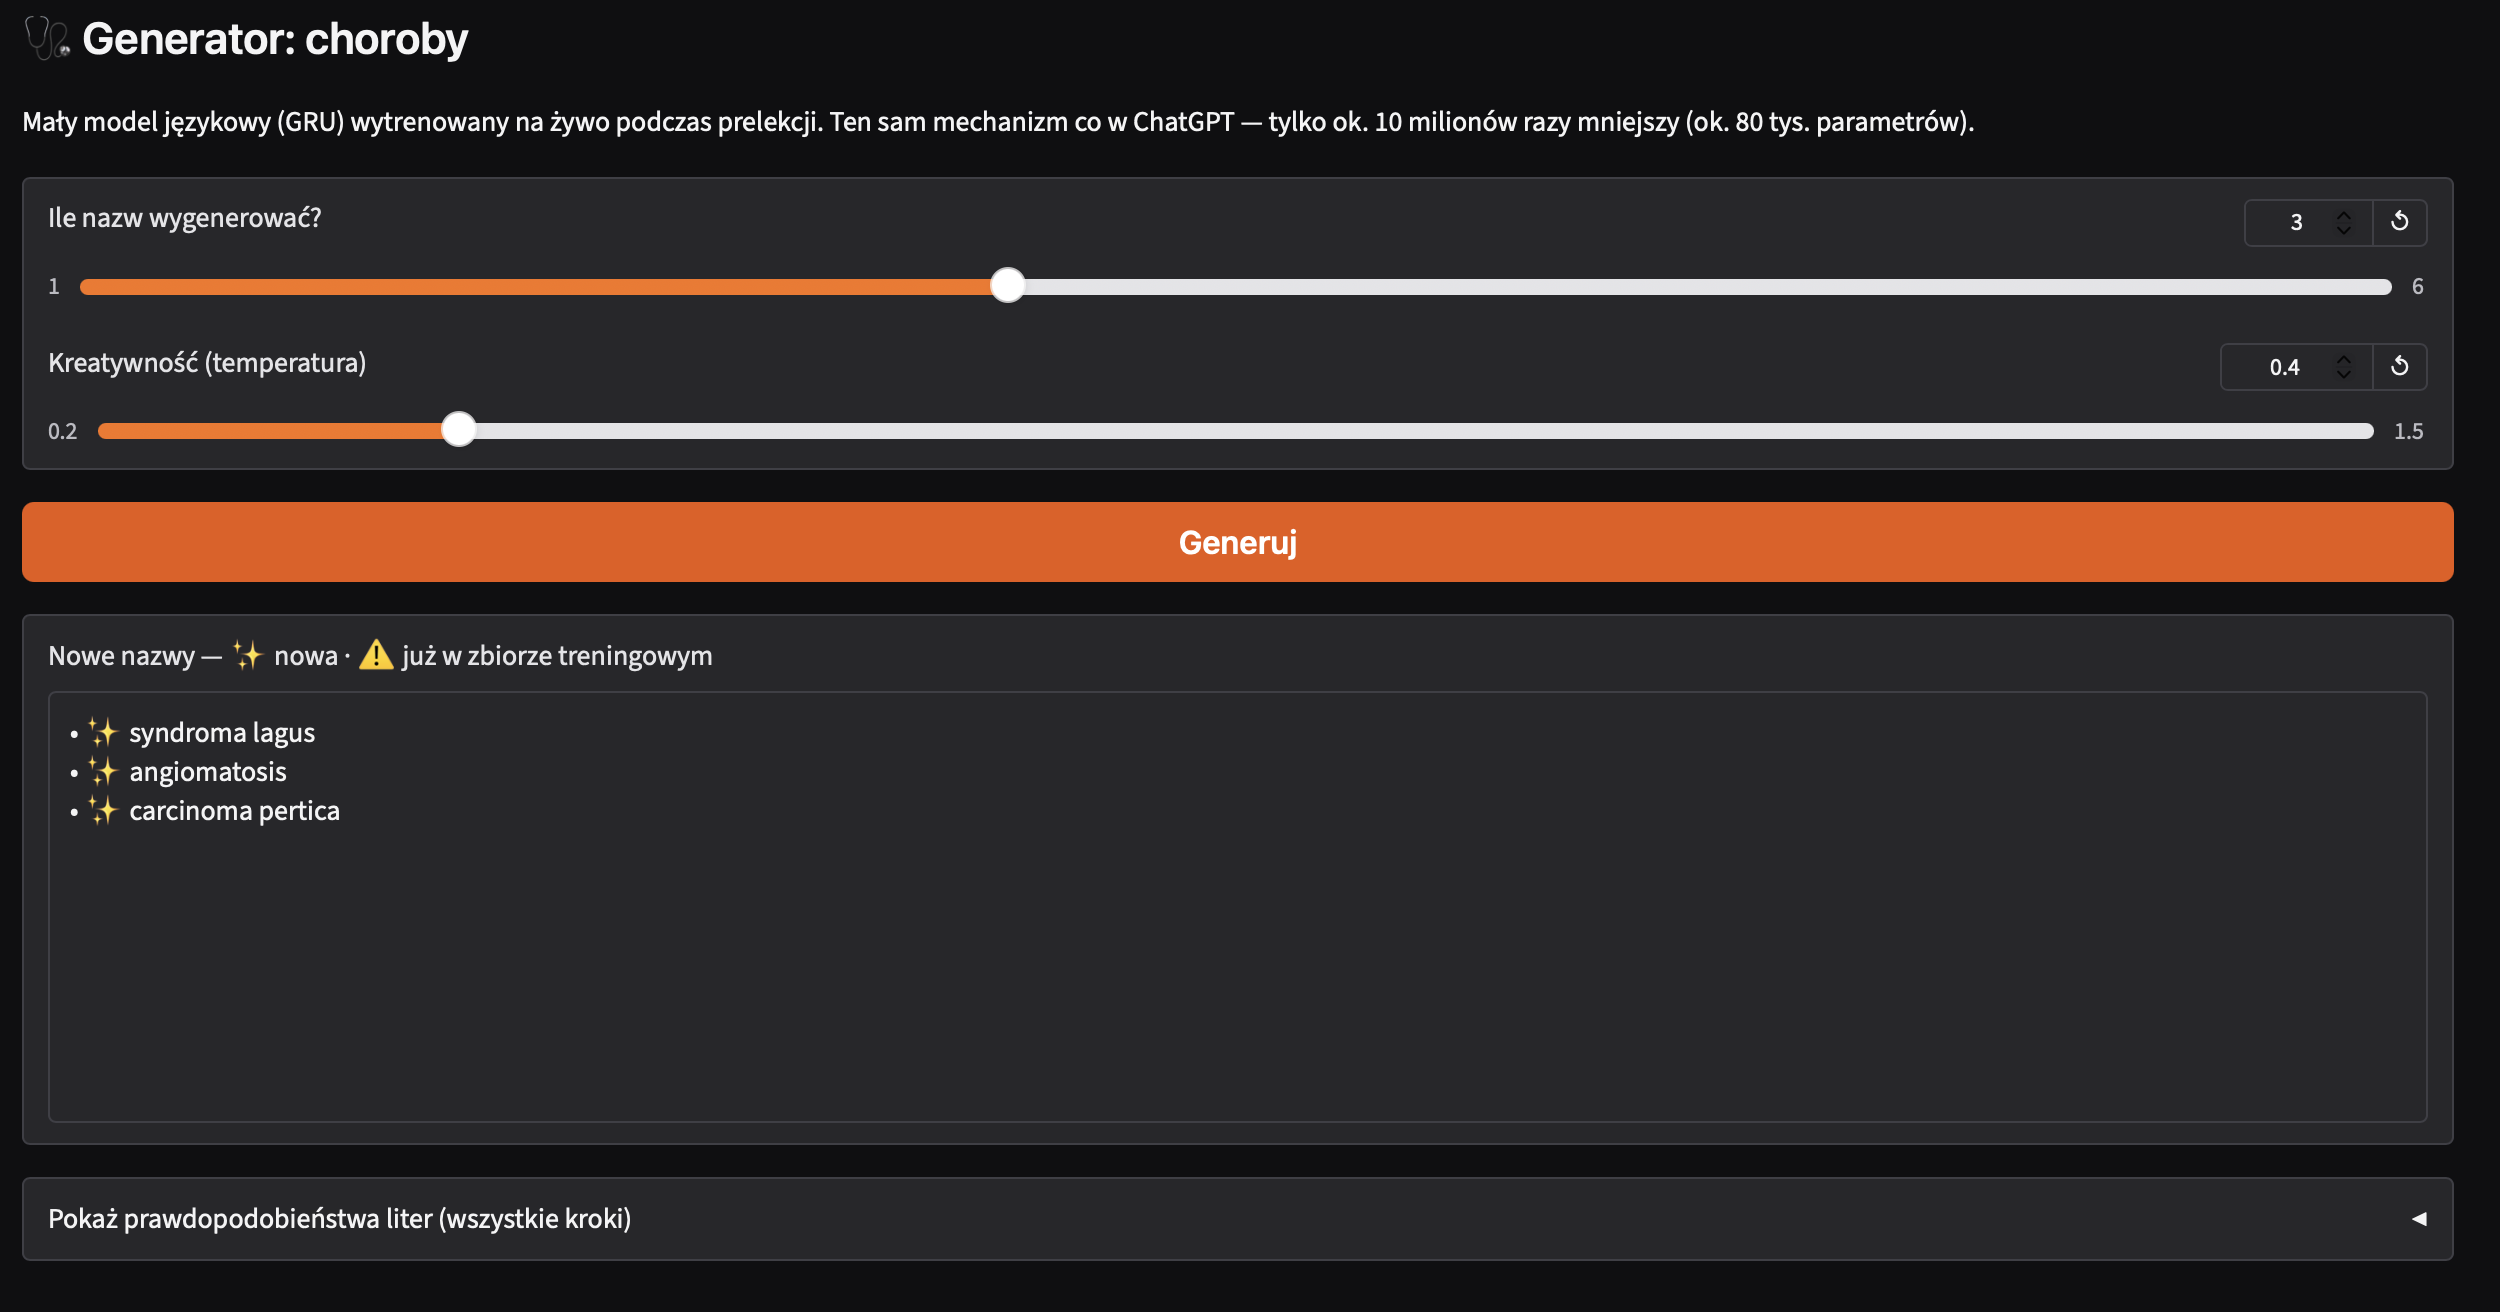 🩺 Generator: choroby
Mały model językowy (GRU) wytrenowany na żywo podczas prelekcji. Ten sam mechanizm co w ChatGPT — tylko ok. 10 milionów razy mniejszy (ok. 80 tys. parametrów).
Ile nazw wygenerować?
3
1
6
Kreatywność (temperatura)
0.4
0.2
1.5
Generuj
Nowe nazwy — ✨ nowa · ⚠️ już w zbiorze treningowym
• ✨ syndroma lagus
• ✨ angiomatosis
• ✨ carcinoma pertica
Pokaż prawdopodobieństwa liter (wszystkie kroki)